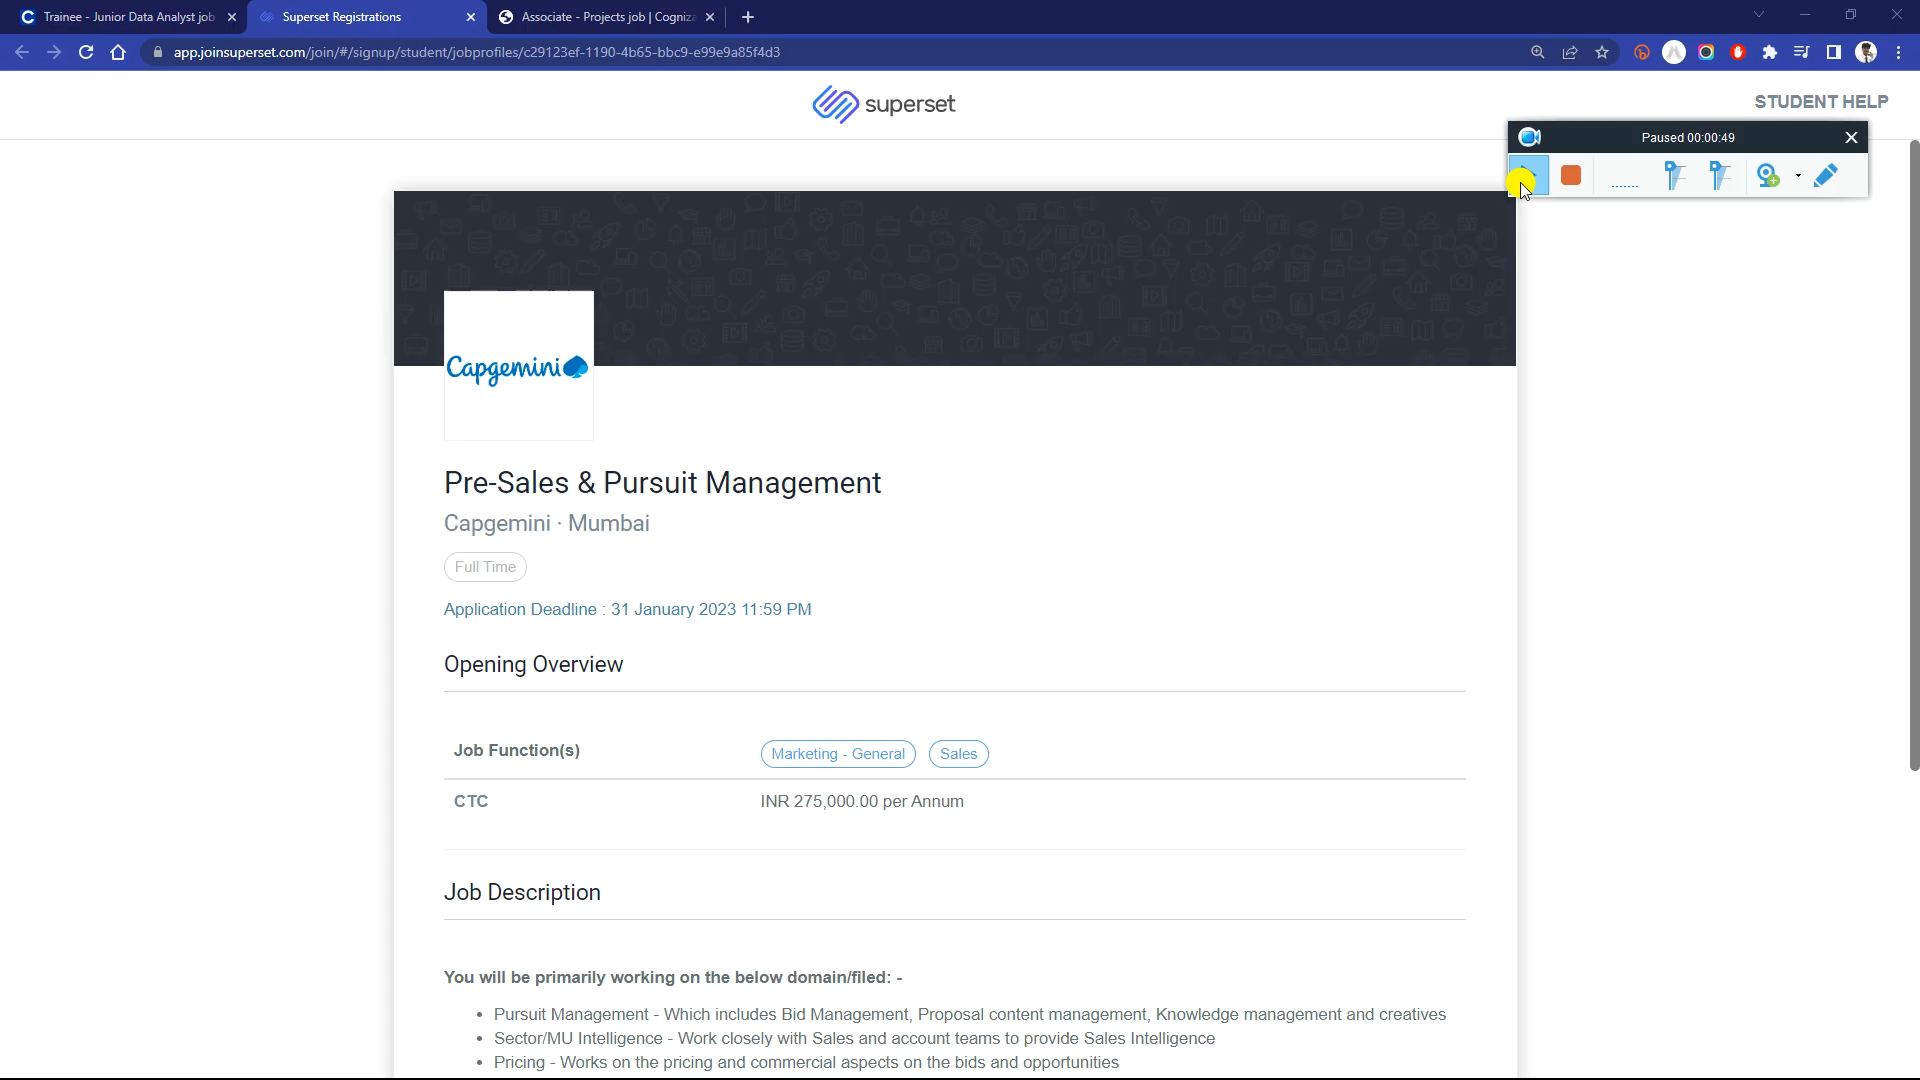 Trainee - Junior Data Analyst job
Superset Registrations
Associate - Projects job | Cogniza
app.joinsuperset.com/join/#/signup/student/jobprofiles/c29123ef-1190-4b65-bbc9-e99e9a85f4d3
superset
STUDENT HELP
Paused 00:00:49
Capgemini
Pre-Sales & Pursuit Management
Capgemini · Mumbai
Full Time
Application Deadline : 31 January 2023 11:59 PM
Opening Overview
Job Function(s)
Marketing - General
Sales
CTC
INR 275,000.00 per Annum
Job Description
You will be primarily working on the below domain/filed: -
• Pursuit Management - Which includes Bid Management, Proposal content management, Knowledge management and creatives
• Sector/MU Intelligence - Work closely with Sales and account teams to provide Sales Intelligence
• Pricing - Works on the pricing and commercial aspects on the bids and opportunities